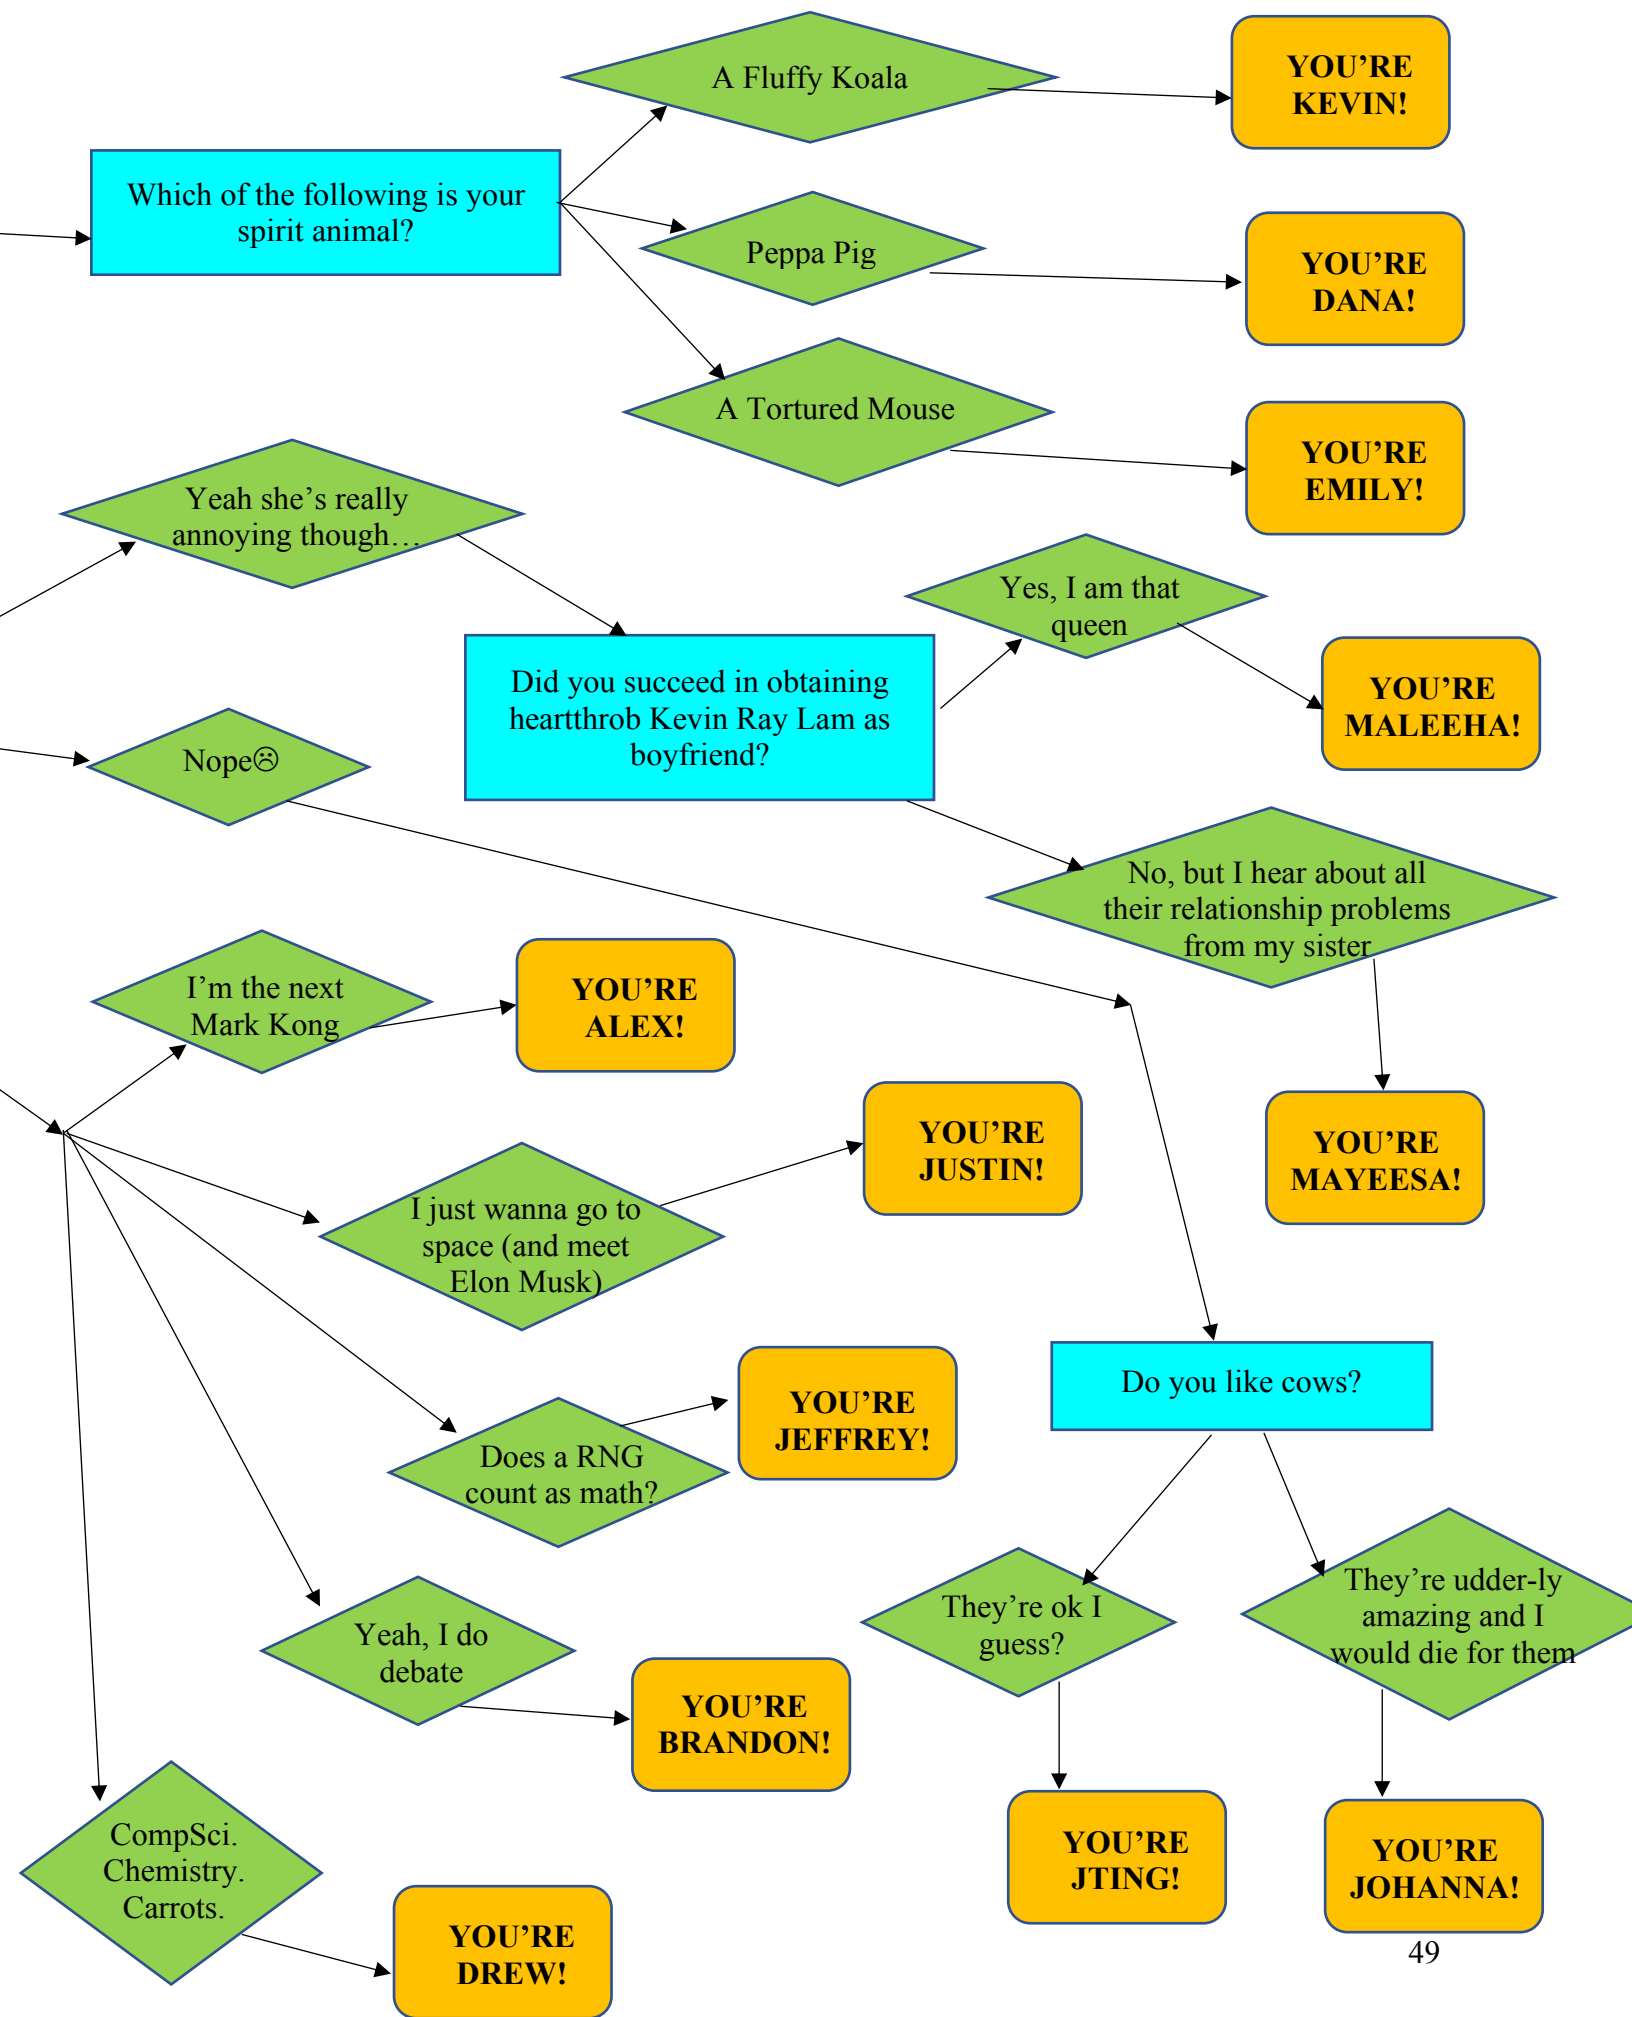 A Fluffy Koala
YOU'RE
KEVIN!
Which of the following is your
spirit animal?
Peppa Pig
YOU'RE
DANA!
A Tortured Mouse
YOU'RE
EMILY!
Yeah she's really
annoying though…
Yes, I am that
queen
Did you succeed in obtaining
heartthrob Kevin Ray Lam as
boyfriend?
YOU'RE
MALEEHA!
Nope☹
No, but I hear about all
their relationship problems
from my sister
I'm the next
Mark Kong
YOU'RE
ALEX!
YOU'RE
JUSTIN!
YOU'RE
MAYEESA!
I just wanna go to
space (and meet
Elon Musk)
Do you like cows?
YOU'RE
JEFFREY!
Does a RNG
count as math?
They're ok I
guess?
They're udder-ly
amazing and I
would die for them
Yeah, I do
debate
YOU'RE
BRANDON!
CompSci.
Chemistry.
Carrots.
YOU'RE
JTING!
YOU'RE
JOHANNA!
YOU'RE
DREW!
49